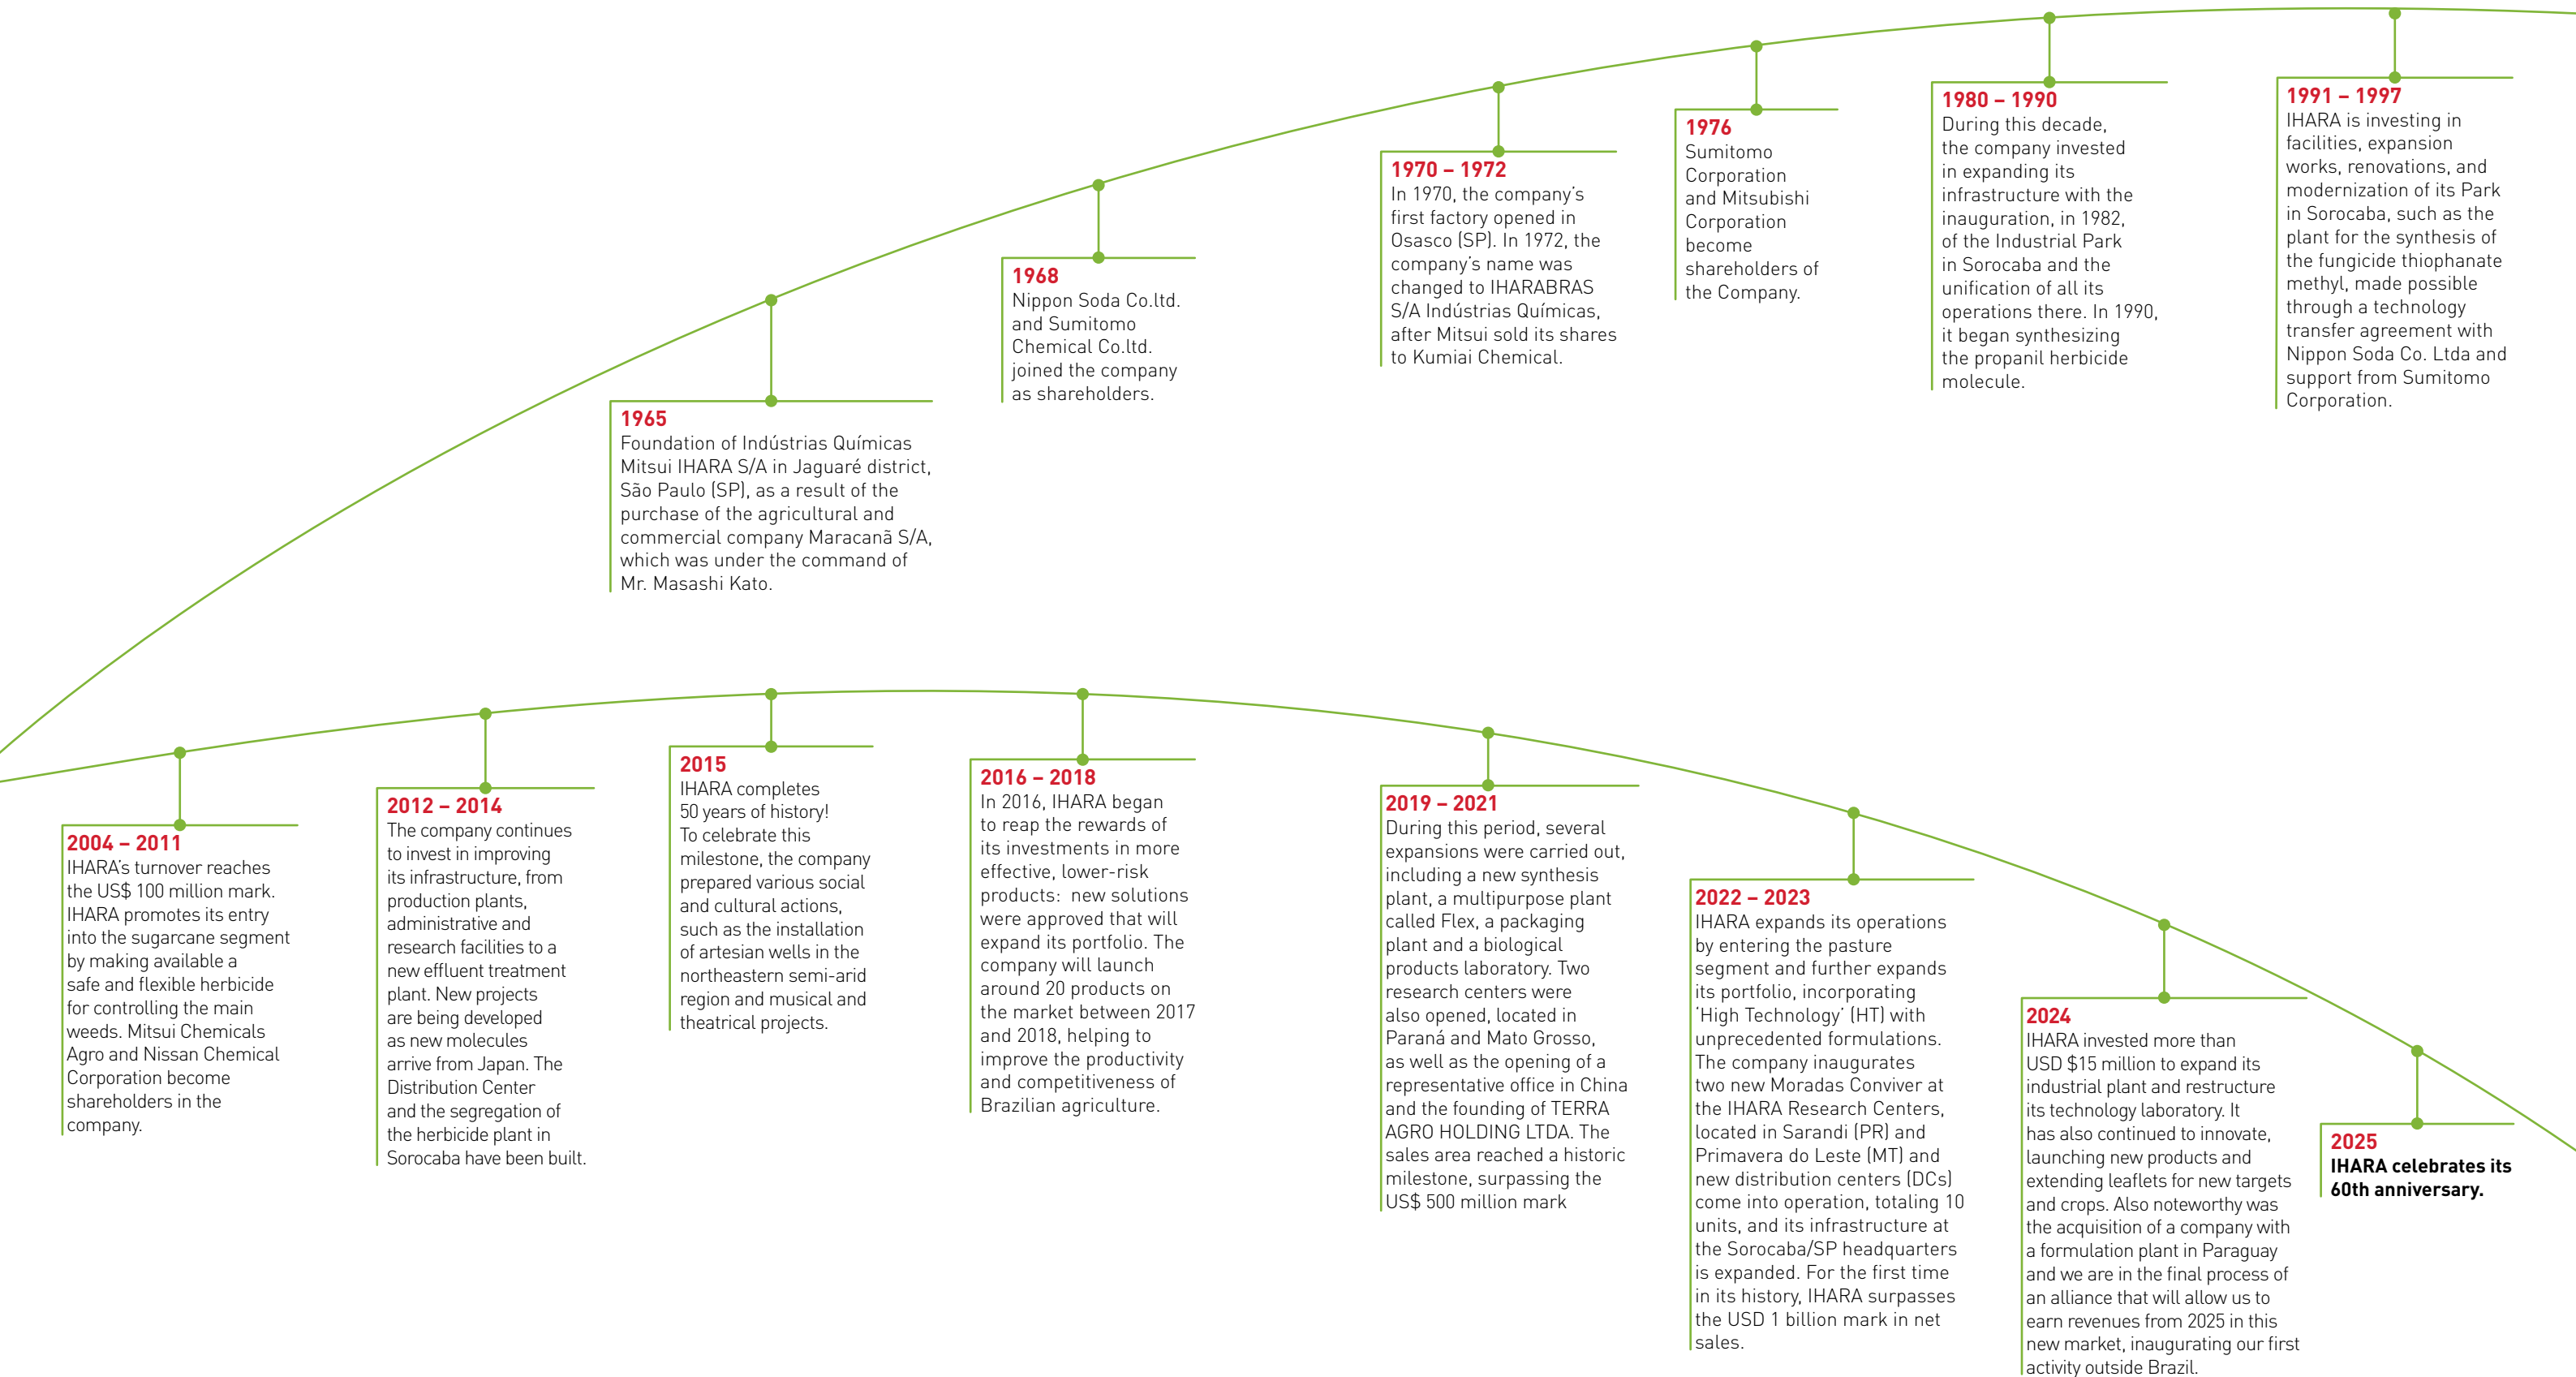 1965
Foundation of Indústrias Químicas
Mitsui IHARA S/A in Jaguaré district,
São Paulo (SP), as a result of the
purchase of the agricultural and
commercial company Maracanã S/A,
which was under the command of
Mr. Masashi Kato.
1968
Nippon Soda Co.ltd.
and Sumitomo
Chemical Co.ltd.
joined the company
as shareholders.
1970 – 1972
In 1970, the company's
first factory opened in
Osasco (SP). In 1972, the
company's name was
changed to IHARABRAS
S/A Indústrias Químicas,
after Mitsui sold its shares
to Kumiai Chemical.
1976
Sumitomo
Corporation
and Mitsubishi
Corporation
become
shareholders of
the Company.
1980 – 1990
During this decade,
the company invested
in expanding its
infrastructure with the
inauguration, in 1982,
of the Industrial Park
in Sorocaba and the
unification of all its
operations there. In 1990,
it began synthesizing
the propanil herbicide
molecule.
1991 – 1997
IHARA is investing in
facilities, expansion
works, renovations, and
modernization of its Park
in Sorocaba, such as the
plant for the synthesis of
the fungicide thiophanate
methyl, made possible
through a technology
transfer agreement with
Nippon Soda Co. Ltda and
support from Sumitomo
Corporation.
2004 – 2011
IHARA's turnover reaches
the US$ 100 million mark.
IHARA promotes its entry
into the sugarcane segment
by making available a
safe and flexible herbicide
for controlling the main
weeds. Mitsui Chemicals
Agro and Nissan Chemical
Corporation become
shareholders in the
company.
2012 – 2014
The company continues
to invest in improving
its infrastructure, from
production plants,
administrative and
research facilities to a
new effluent treatment
plant. New projects
are being developed
as new molecules
arrive from Japan. The
Distribution Center
and the segregation of
the herbicide plant in
Sorocaba have been built.
2015
IHARA completes
50 years of history!
To celebrate this
milestone, the company
prepared various social
and cultural actions,
such as the installation
of artesian wells in the
northeastern semi-arid
region and musical and
theatrical projects.
2016 – 2018
In 2016, IHARA began
to reap the rewards of
its investments in more
effective, lower-risk
products: new solutions
were approved that will
expand its portfolio. The
company will launch
around 20 products on
the market between 2017
and 2018, helping to
improve the productivity
and competitiveness of
Brazilian agriculture.
2019 – 2021
During this period, several
expansions were carried out,
including a new synthesis
plant, a multipurpose plant
called Flex, a packaging
plant and a biological
products laboratory. Two
research centers were
also opened, located in
Paraná and Mato Grosso,
as well as the opening of a
representative office in China
and the founding of TERRA
AGRO HOLDING LTDA. The
sales area reached a historic
milestone, surpassing the
US$ 500 million mark
2022 – 2023
IHARA expands its operations
by entering the pasture
segment and further expands
its portfolio, incorporating
'High Technology' (HT) with
unprecedented formulations.
The company inaugurates
two new Moradas Conviver at
the IHARA Research Centers,
located in Sarandi (PR) and
Primavera do Leste (MT) and
new distribution centers (DCs)
come into operation, totaling 10
units, and its infrastructure at
the Sorocaba/SP headquarters
is expanded. For the first time
in its history, IHARA surpasses
the USD 1 billion mark in net
sales.
2024
IHARA invested more than
USD $15 million to expand its
industrial plant and restructure
its technology laboratory. It
has also continued to innovate,
launching new products and
extending leaflets for new targets
and crops. Also noteworthy was
the acquisition of a company with
a formulation plant in Paraguay
and we are in the final process of
an alliance that will allow us to
earn revenues from 2025 in this
new market, inaugurating our first
activity outside Brazil.
2025
IHARA celebrates its
60th anniversary.